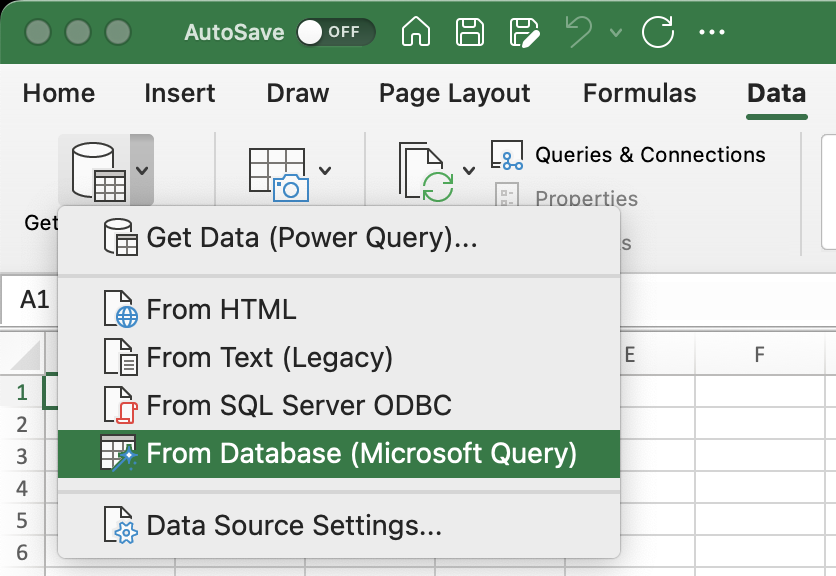 AutoSave OFF
Home Insert Draw Page Layout Formulas Data
Queries & Connections
Properties
Get
s
Get Data (Power Query)...
A1
From HTML
From Text (Legacy)
From SQL Server ODBC
From Database (Microsoft Query)
Data Source Settings...
E F
1
2
3
4
5
6